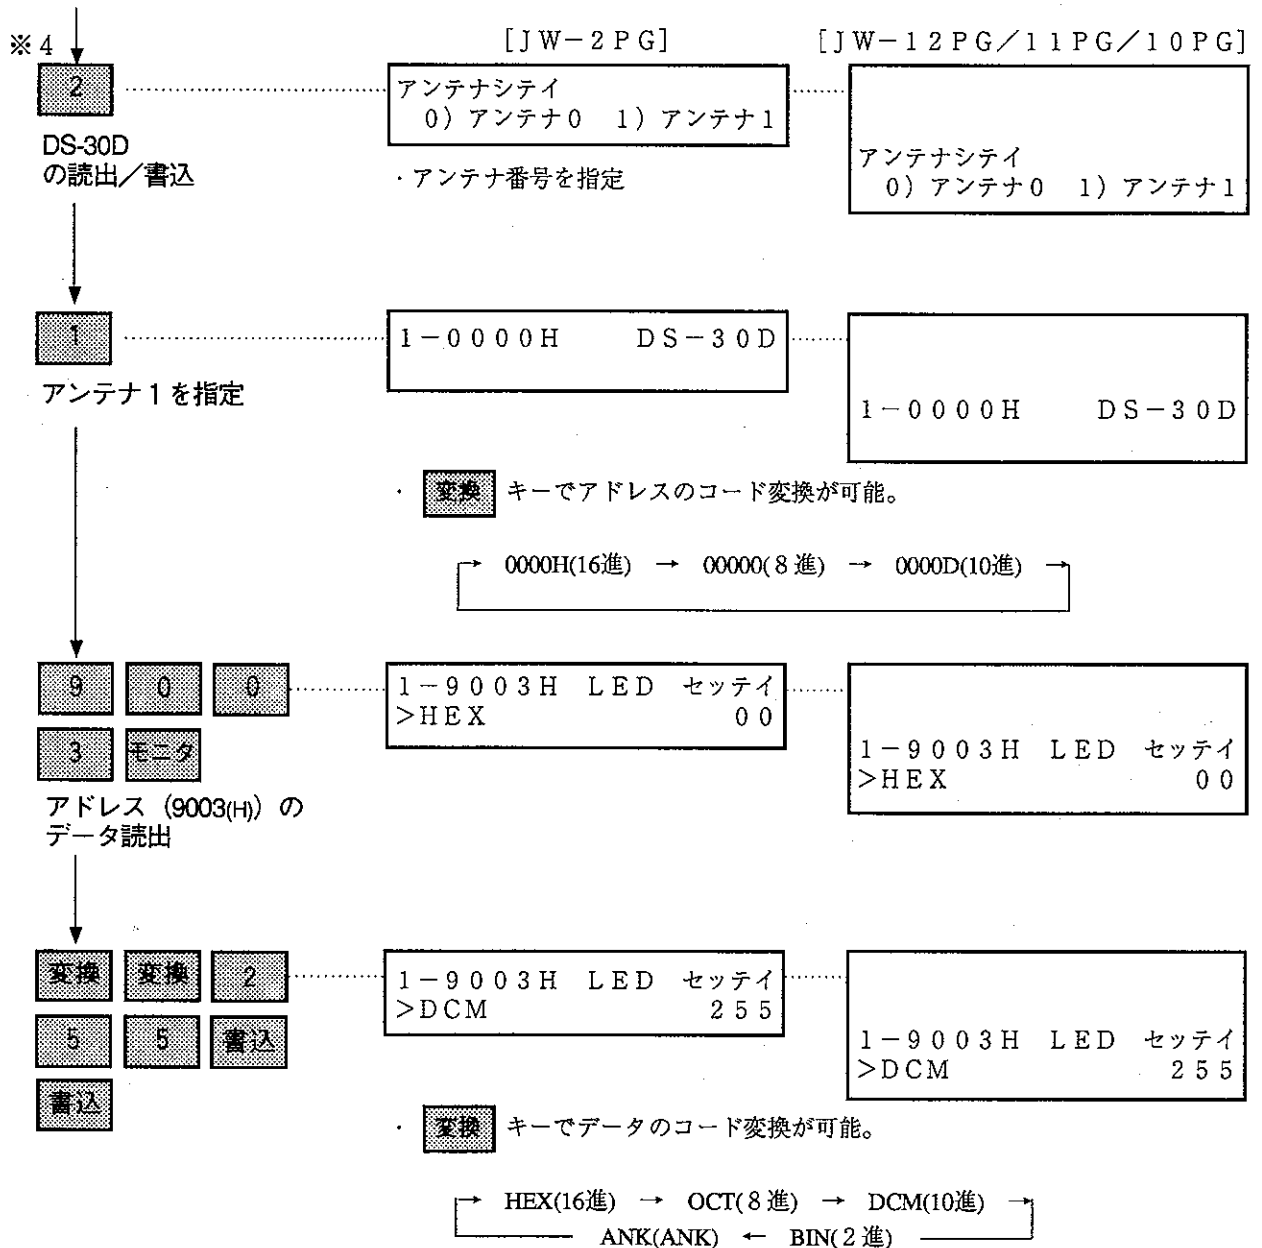 ※4
[JW-2PG] [JW-12PG/11PG/10PG]
2
DS-30D
の読出/書込
アンテナシテイ
0) アンテナ0 1) アンテナ1
・アンテナ番号を指定
アンテナシテイ
0) アンテナ0 1) アンテナ1
1
アンテナ1を指定
1-0000H DS-30D
1-0000H DS-30D
・ 変換 キーでアドレスのコード変換が可能。
→ 0000H(16進) → 00000(8進) → 0000D(10進) →
9 0 0
3 モニタ
アドレス (9003(H)) の
データ読出
1-9003H LED セッテイ
>HEX 00
1-9003H LED セッテイ
>HEX 00
変換 変換 2
5 5 書込
書込
1-9003H LED セッテイ
>DCM 255
1-9003H LED セッテイ
>DCM 255
・ 変換 キーでデータのコード変換が可能。
→ HEX(16進) → OCT(8進) → DCM(10進) →
ANK(ANK) ← BIN(2進)